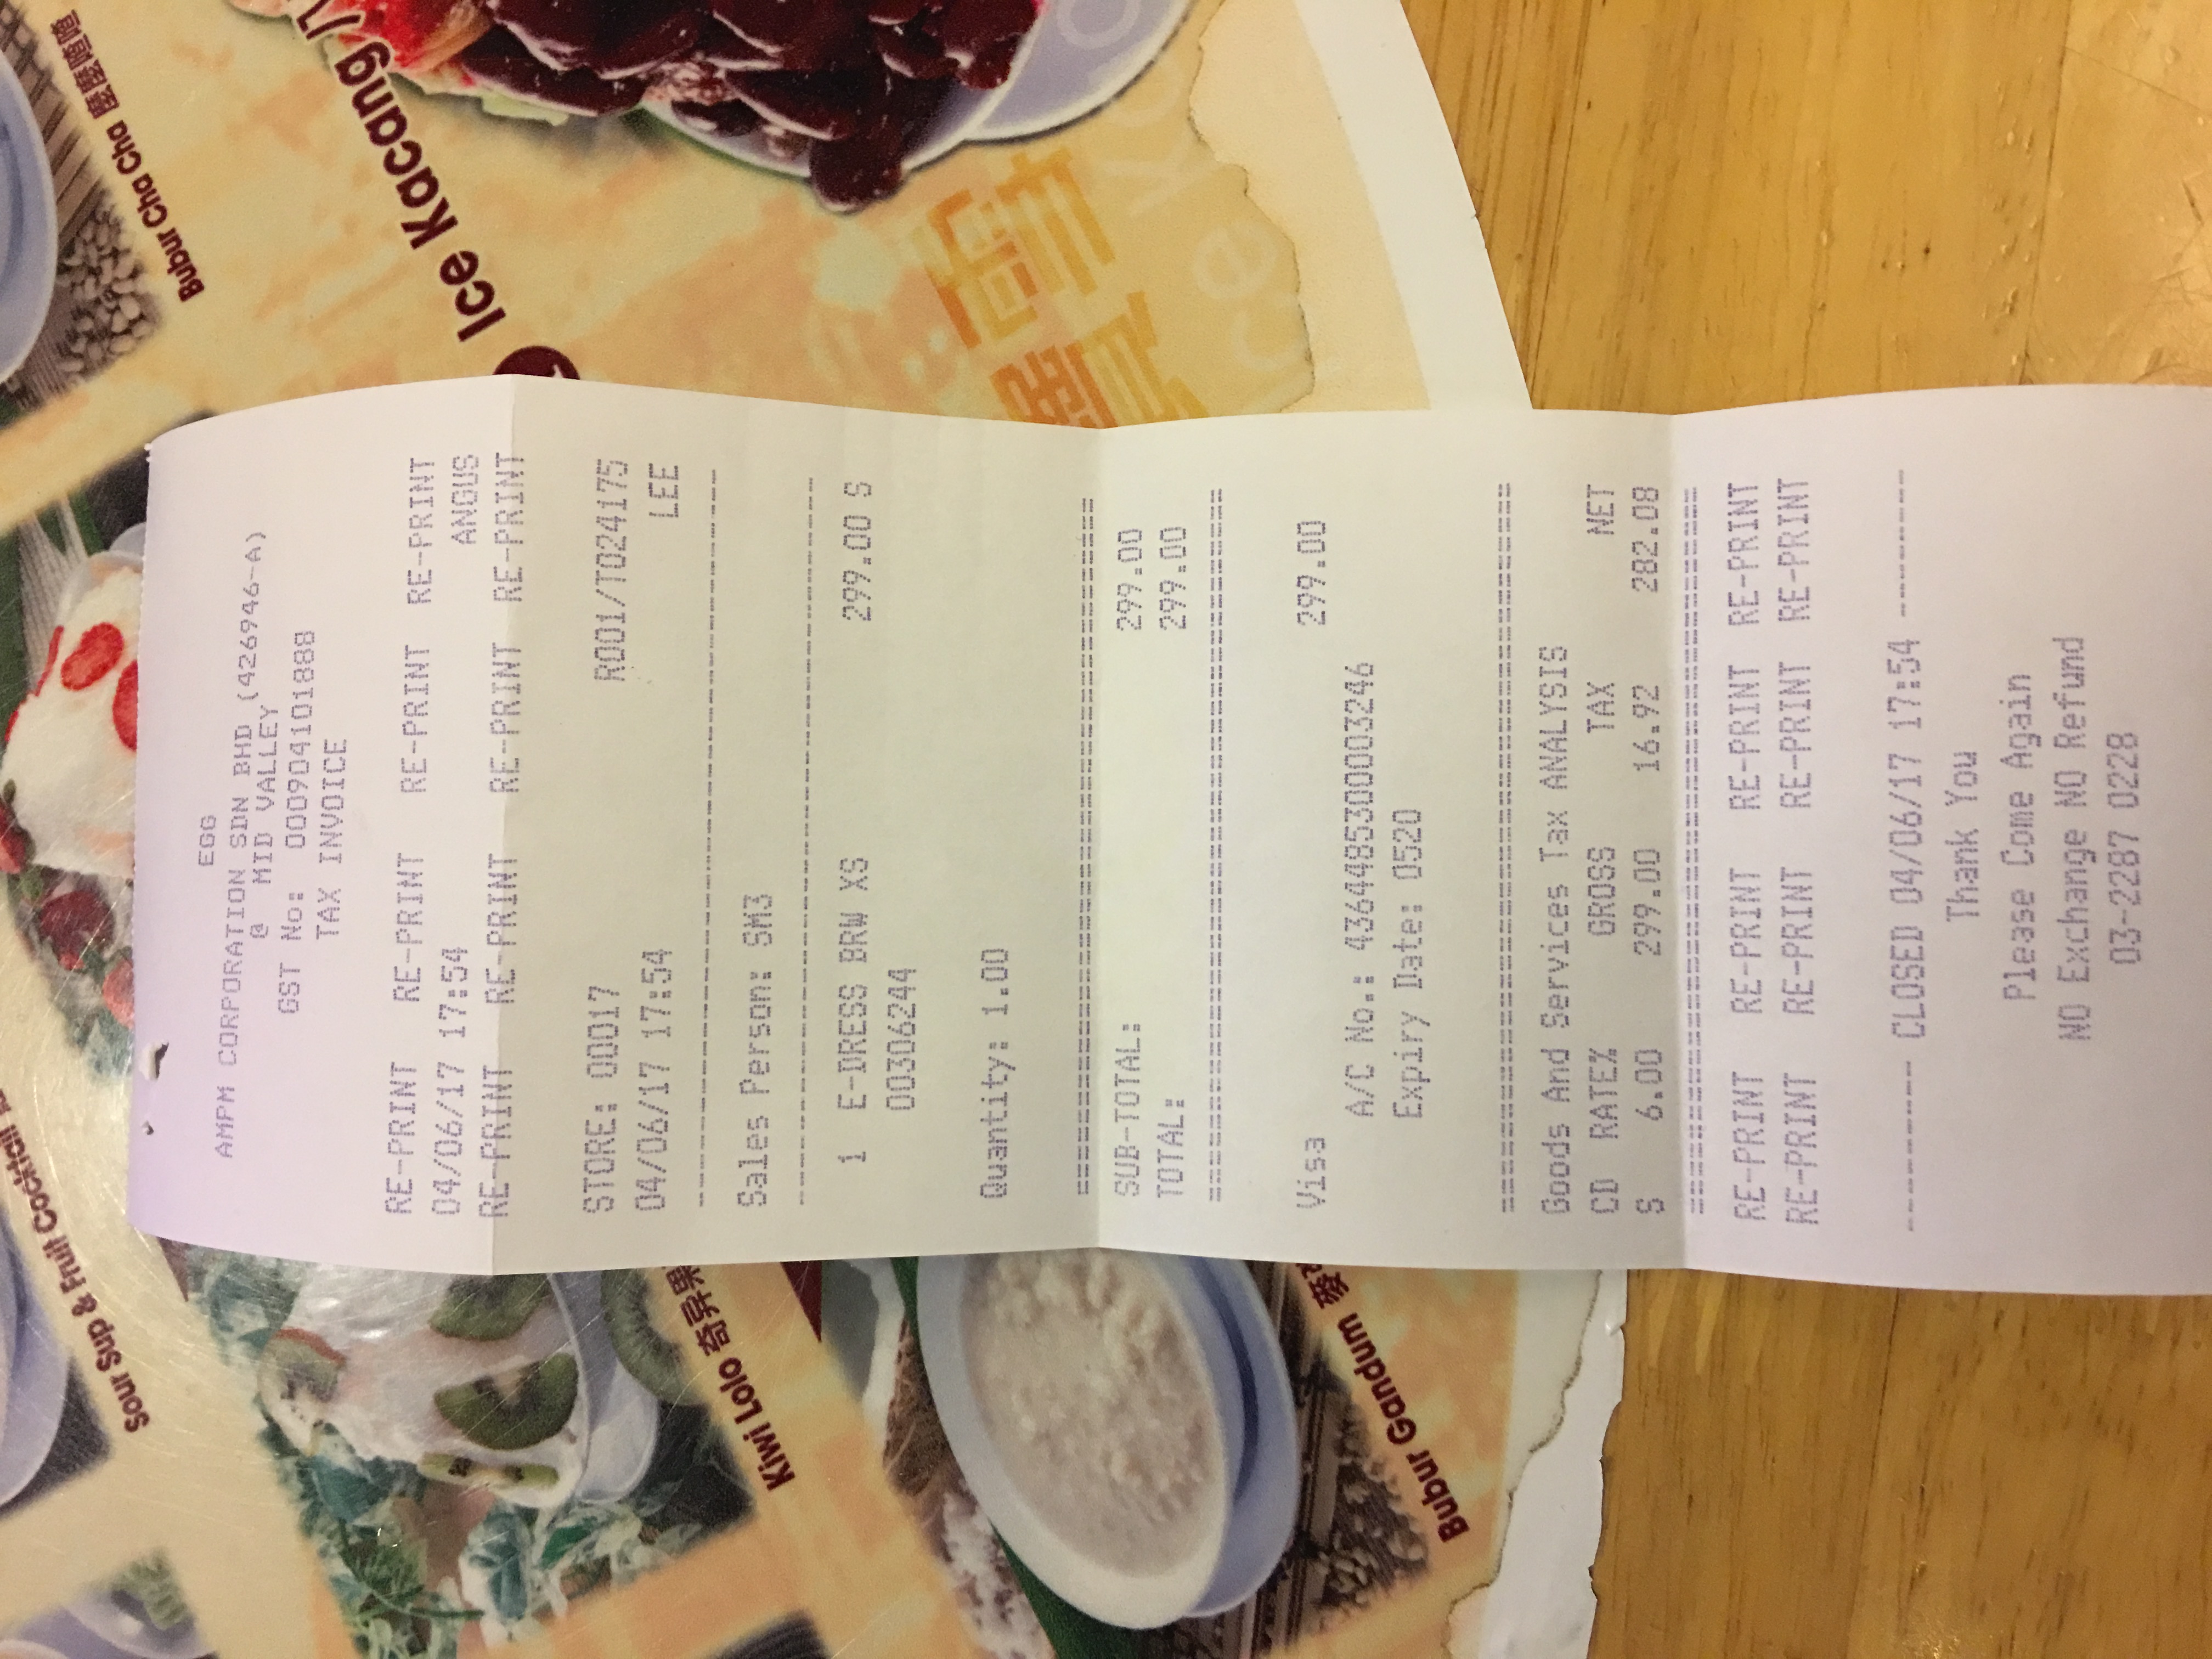 Sour Sup & Fruit Cocktail
Bubur Cha Cha 麼麼喳喳
Ice Kacang
Kiwi Lolo 奇异果
Bubur Gandum 麥
EGG
AMPM CORPORATION SDN BHD (426946-A)
@ MID VALLEY
GST No: 000904101888
TAX INVOICE
RE-PRINT RE-PRINT RE-PRINT RE-PRINT
04/06/17 17:54 ANGUS
RE-PRINT RE-PRINT RE-PRINT RE-PRINT
STORE: 00017 R001/T024175
04/06/17 17:54 LEE
Sales Person: SM3
1 E-DRESS BRW XS 299.00 S
00306244
Quantity: 1.00
SUB-TOTAL: 299.00
TOTAL: 299.00
Visa 299.00
A/C No.: 4364485300003246
Expiry Date: 0520
Goods And Services Tax ANALYSIS
CD RATE% GROSS TAX NET
S 6.00 299.00 16.92 282.08
RE-PRINT RE-PRINT RE-PRINT RE-PRINT
RE-PRINT RE-PRINT RE-PRINT RE-PRINT
--------- CLOSED 04/06/17 17:54 --------
Thank You
Please Come Again
NO Exchange NO Refund
03-2287 0228